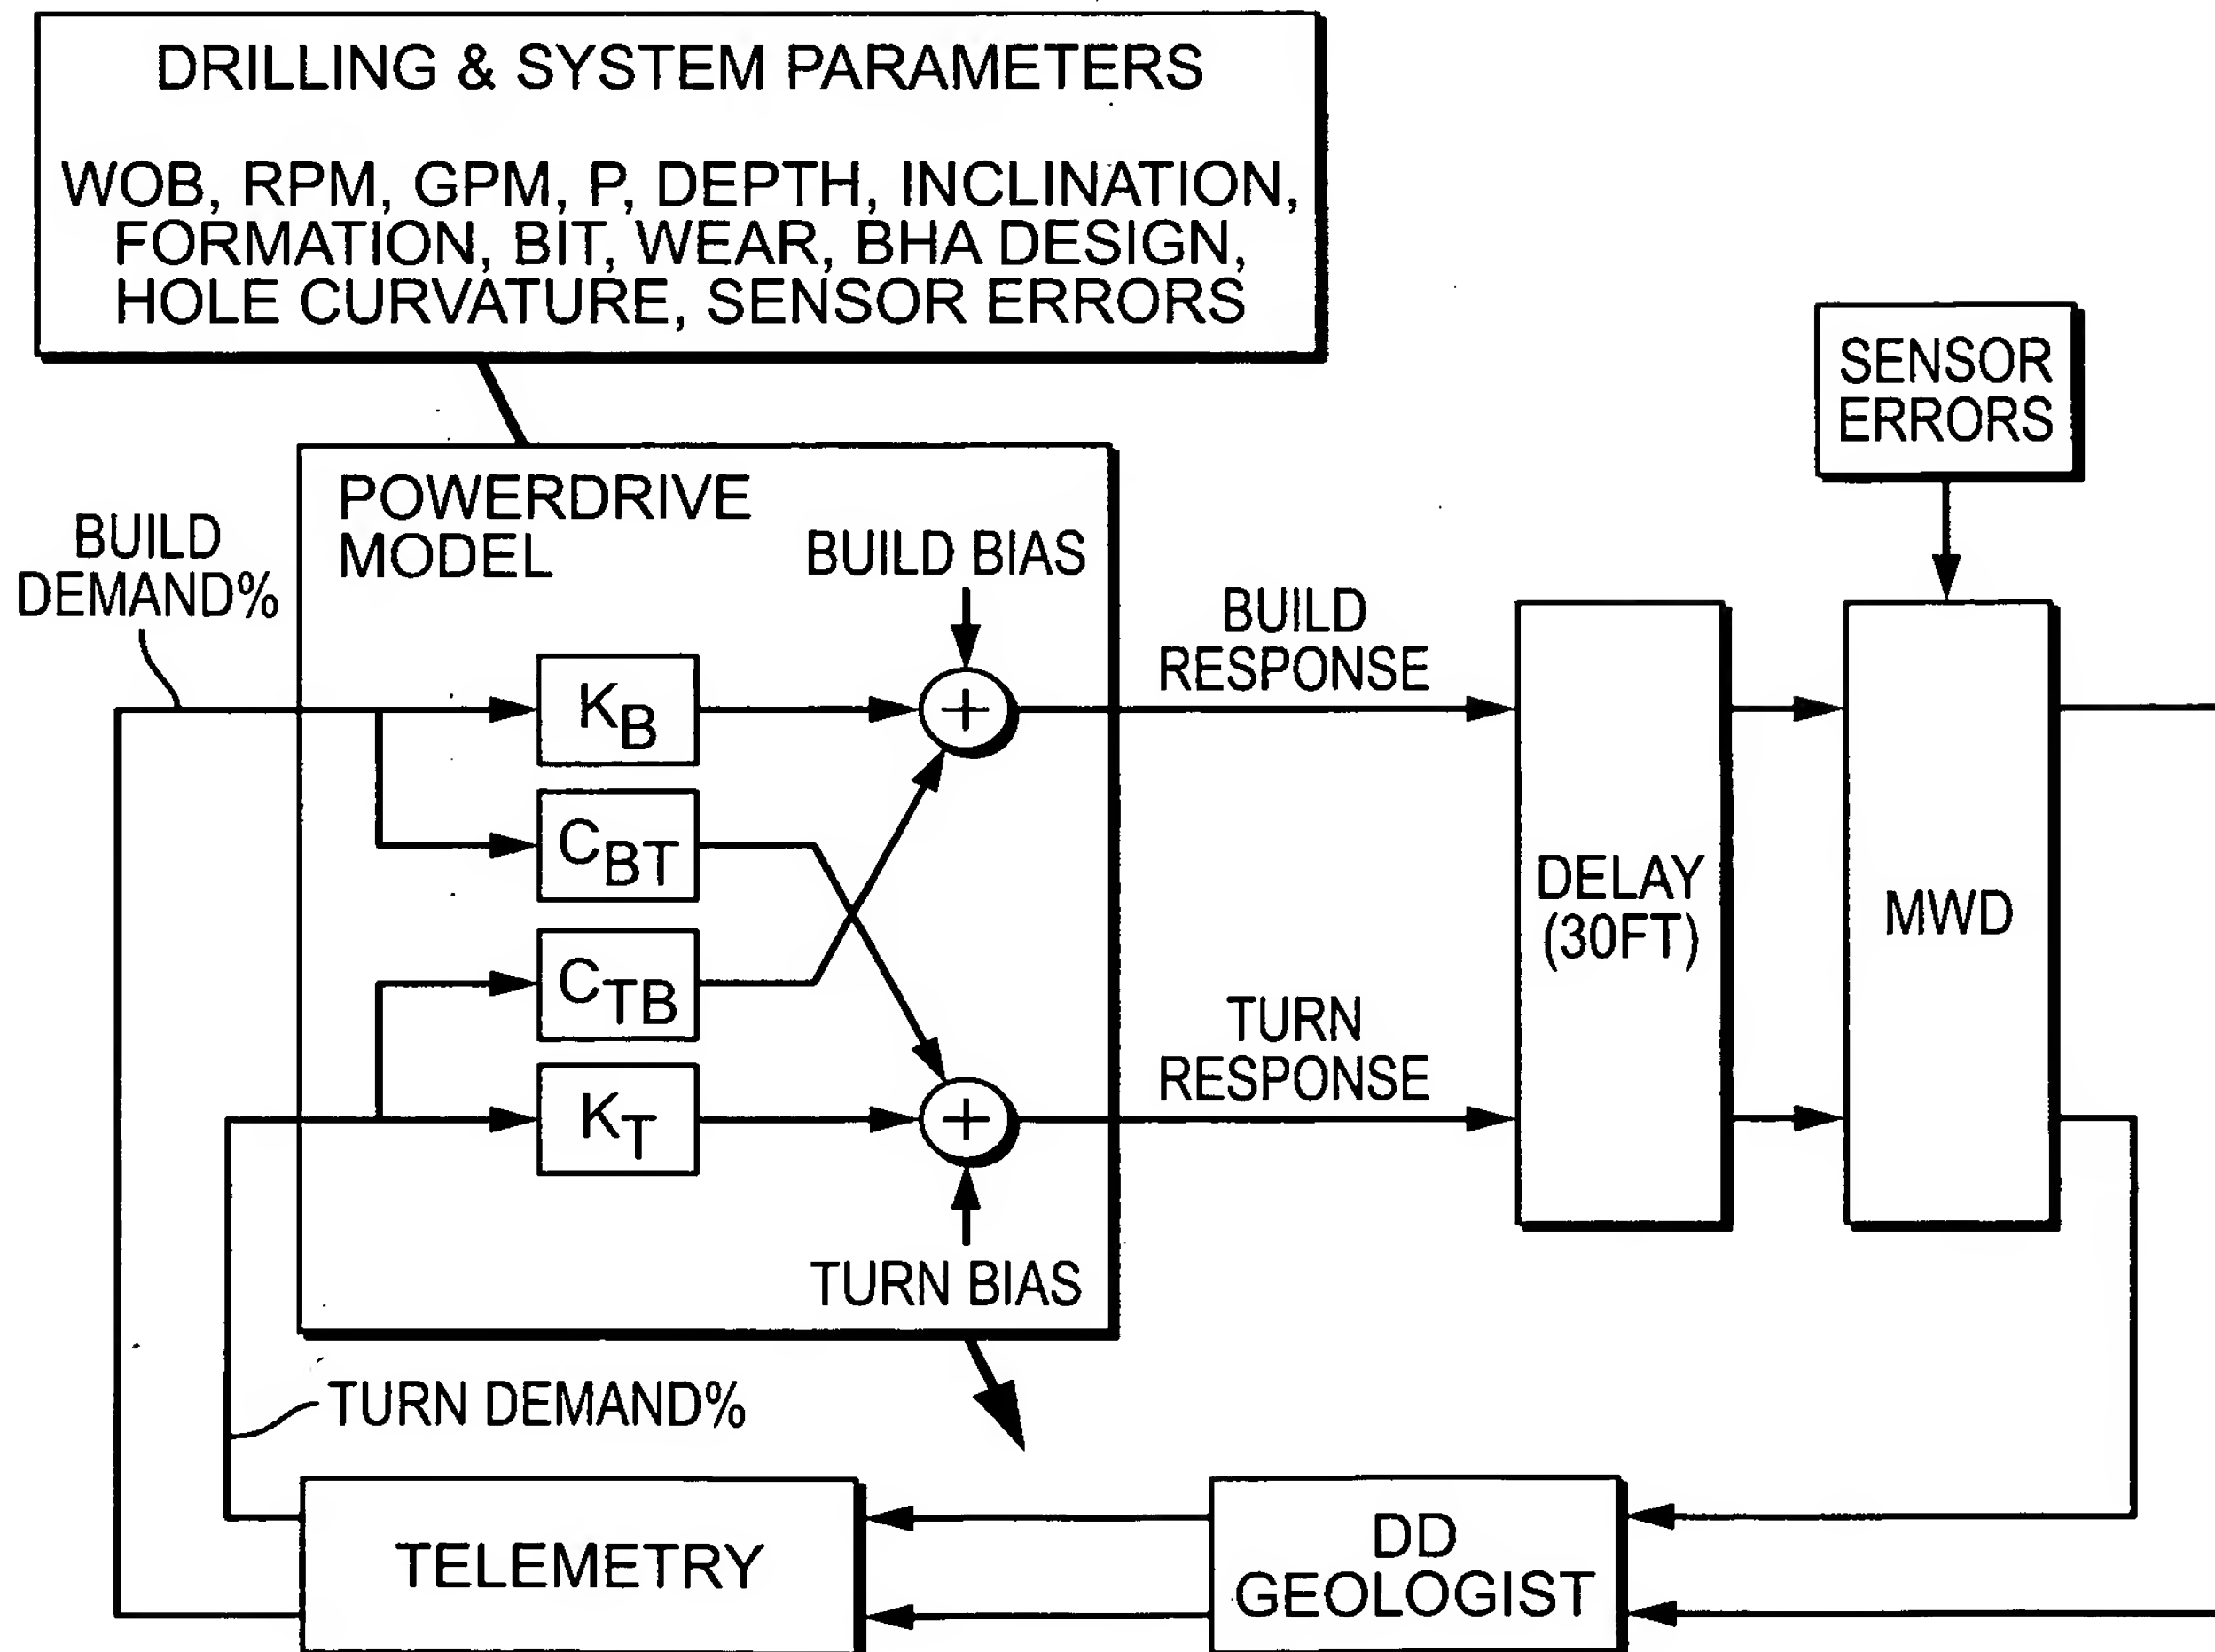 DRILLING & SYSTEM PARAMETERS
WOB, RPM, GPM, P, DEPTH, INCLINATION,
FORMATION, BIT, WEAR, BHA DESIGN,
HOLE CURVATURE, SENSOR ERRORS
SENSOR
ERRORS
POWERDRIVE
MODEL
BUILD
DEMAND%
BUILD BIAS
BUILD
RESPONSE
KB
+
CBT
DELAY
(30FT)
MWD
CTB
TURN
RESPONSE
KT
+
TURN BIAS
TURN DEMAND%
TELEMETRY
DD
GEOLOGIST